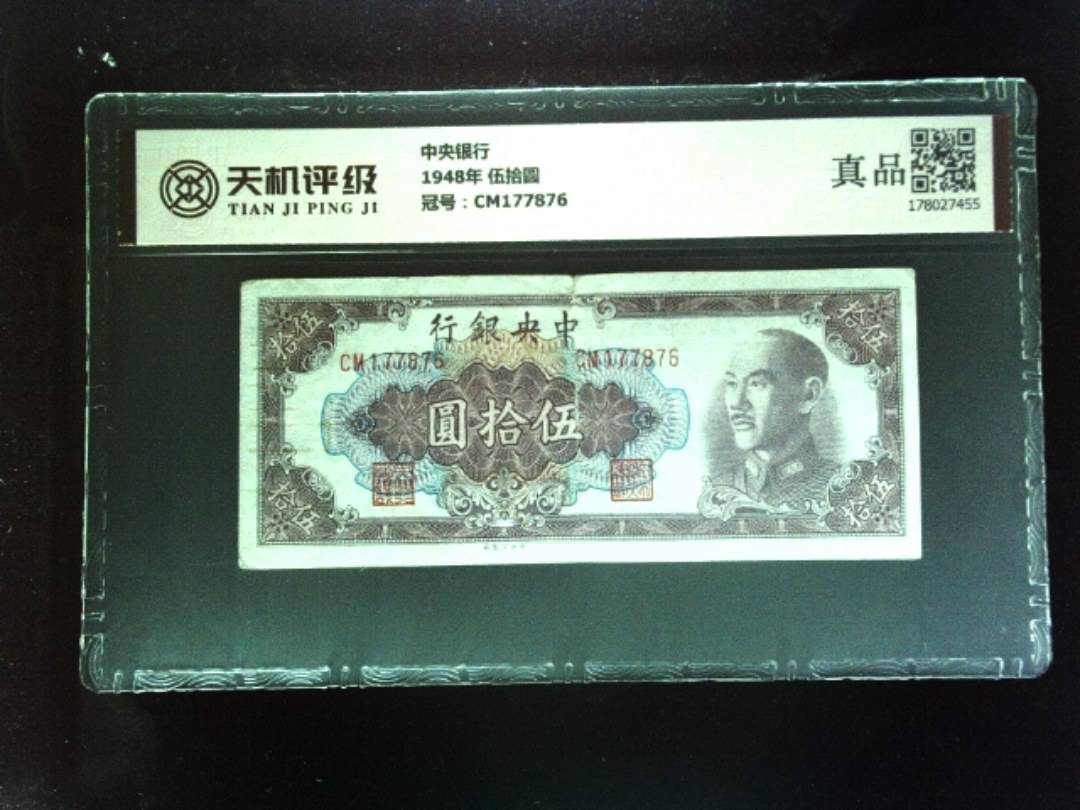 天机评级
TIAN JI PING JI
中央银行
1948年 伍拾圆
冠号：CM177876
真品
178027455
行銀央中
CM177876 CM177876
圓拾伍
拾伍
拾伍
拾伍
拾伍